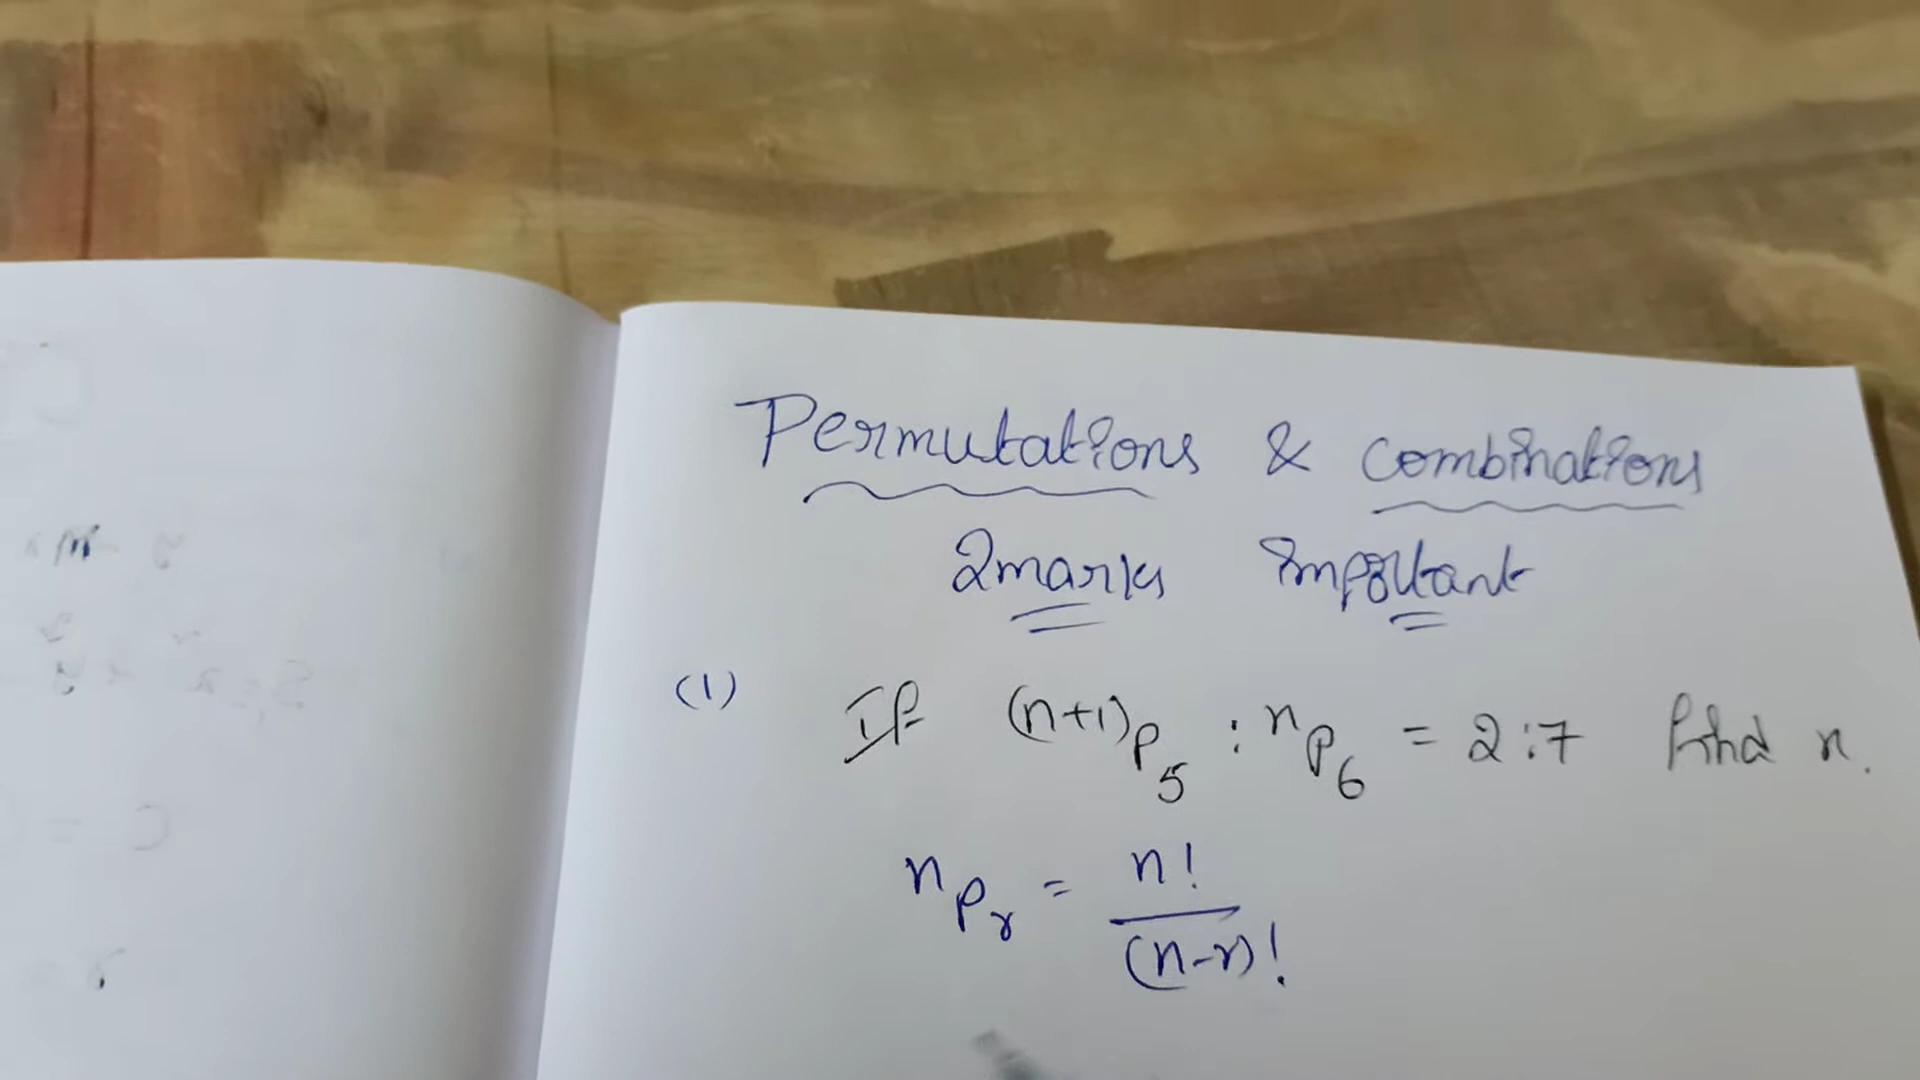 Permutations & Combinations
2marks Important
(1) If (n+1)P₅ : ⁿP₆ = 2:7 find n.
ⁿPᵣ = n! / (n-r)!